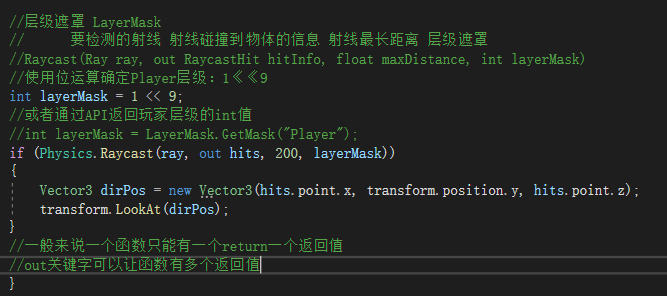 //层级遮罩 LayerMask
//      要检测的射线 射线碰撞到物体的信息 射线最长距离 层级遮罩
//Raycast(Ray ray, out RaycastHit hitInfo, float maxDistance, int layerMask)
//使用位运算确定Player层级：1《《9
int layerMask = 1 << 9;
//或者通过API返回玩家层级的int值
//int layerMask = LayerMask.GetMask("Player");
if (Physics.Raycast(ray, out hits, 200, layerMask))
{
    Vector3 dirPos = new Vector3(hits.point.x, transform.position.y, hits.point.z);
    transform.LookAt(dirPos);
}
//一般来说一个函数只能有一个return一个返回值
//out关键字可以让函数有多个返回值
}